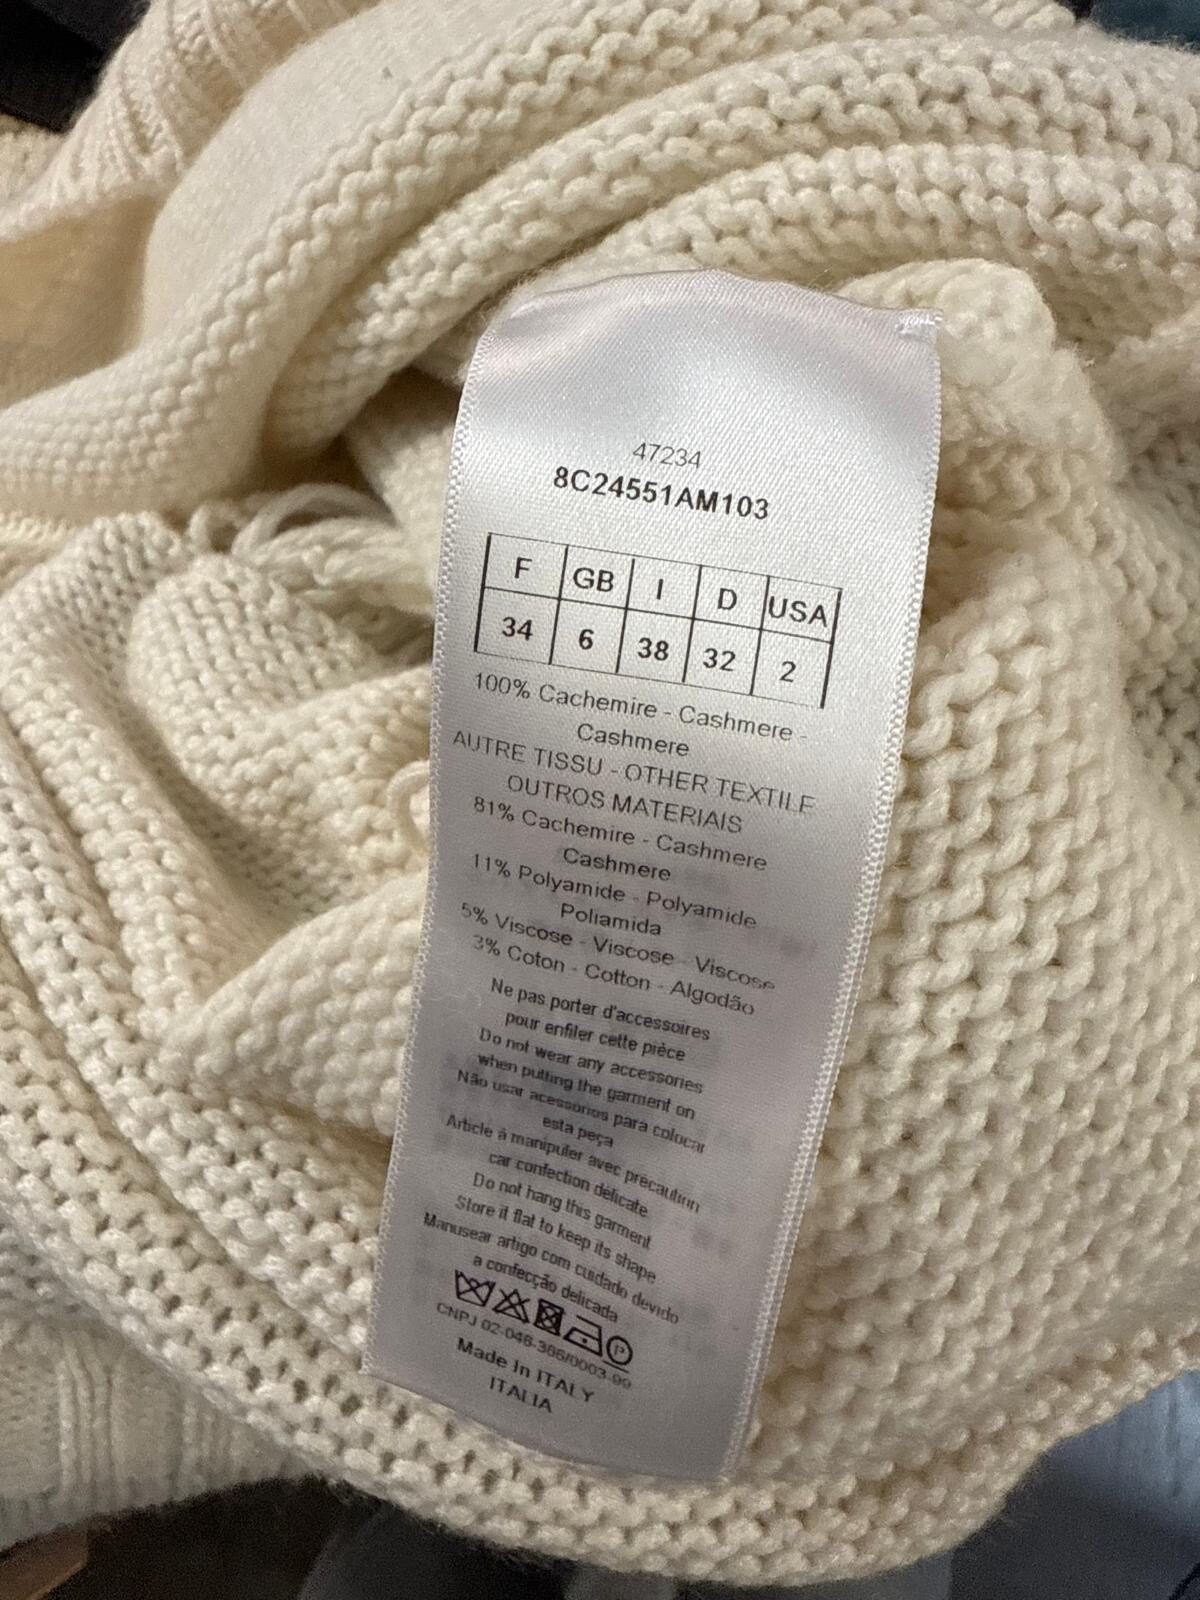 47234
8C24551AM103
F GB I D USA
34 6 38 32 2
100% Cachemire - Cashmere -
Cashmere
AUTRE TISSU - OTHER TEXTILE
OUTROS MATERIAIS
81% Cachemire - Cashmere
Cashmere
11% Polyamide - Polyamide
Poliamida
5% Viscose - Viscose - Viscose
3% Coton - Cotton - Algodão
Ne pas porter d'accessoires
pour enfiler cette pièce
Do not wear any accessories
when putting the garment on
Não usar acessórios para colocar
esta peça
Article à manipuler avec précaution
car confection délicate
Do not hang this garment
Store it flat to keep its shape
Manusear artigo com cuidado devido
a confecção delicada
P
CNPJ 02-046-386/0003-99
Made in ITALY
ITALIA